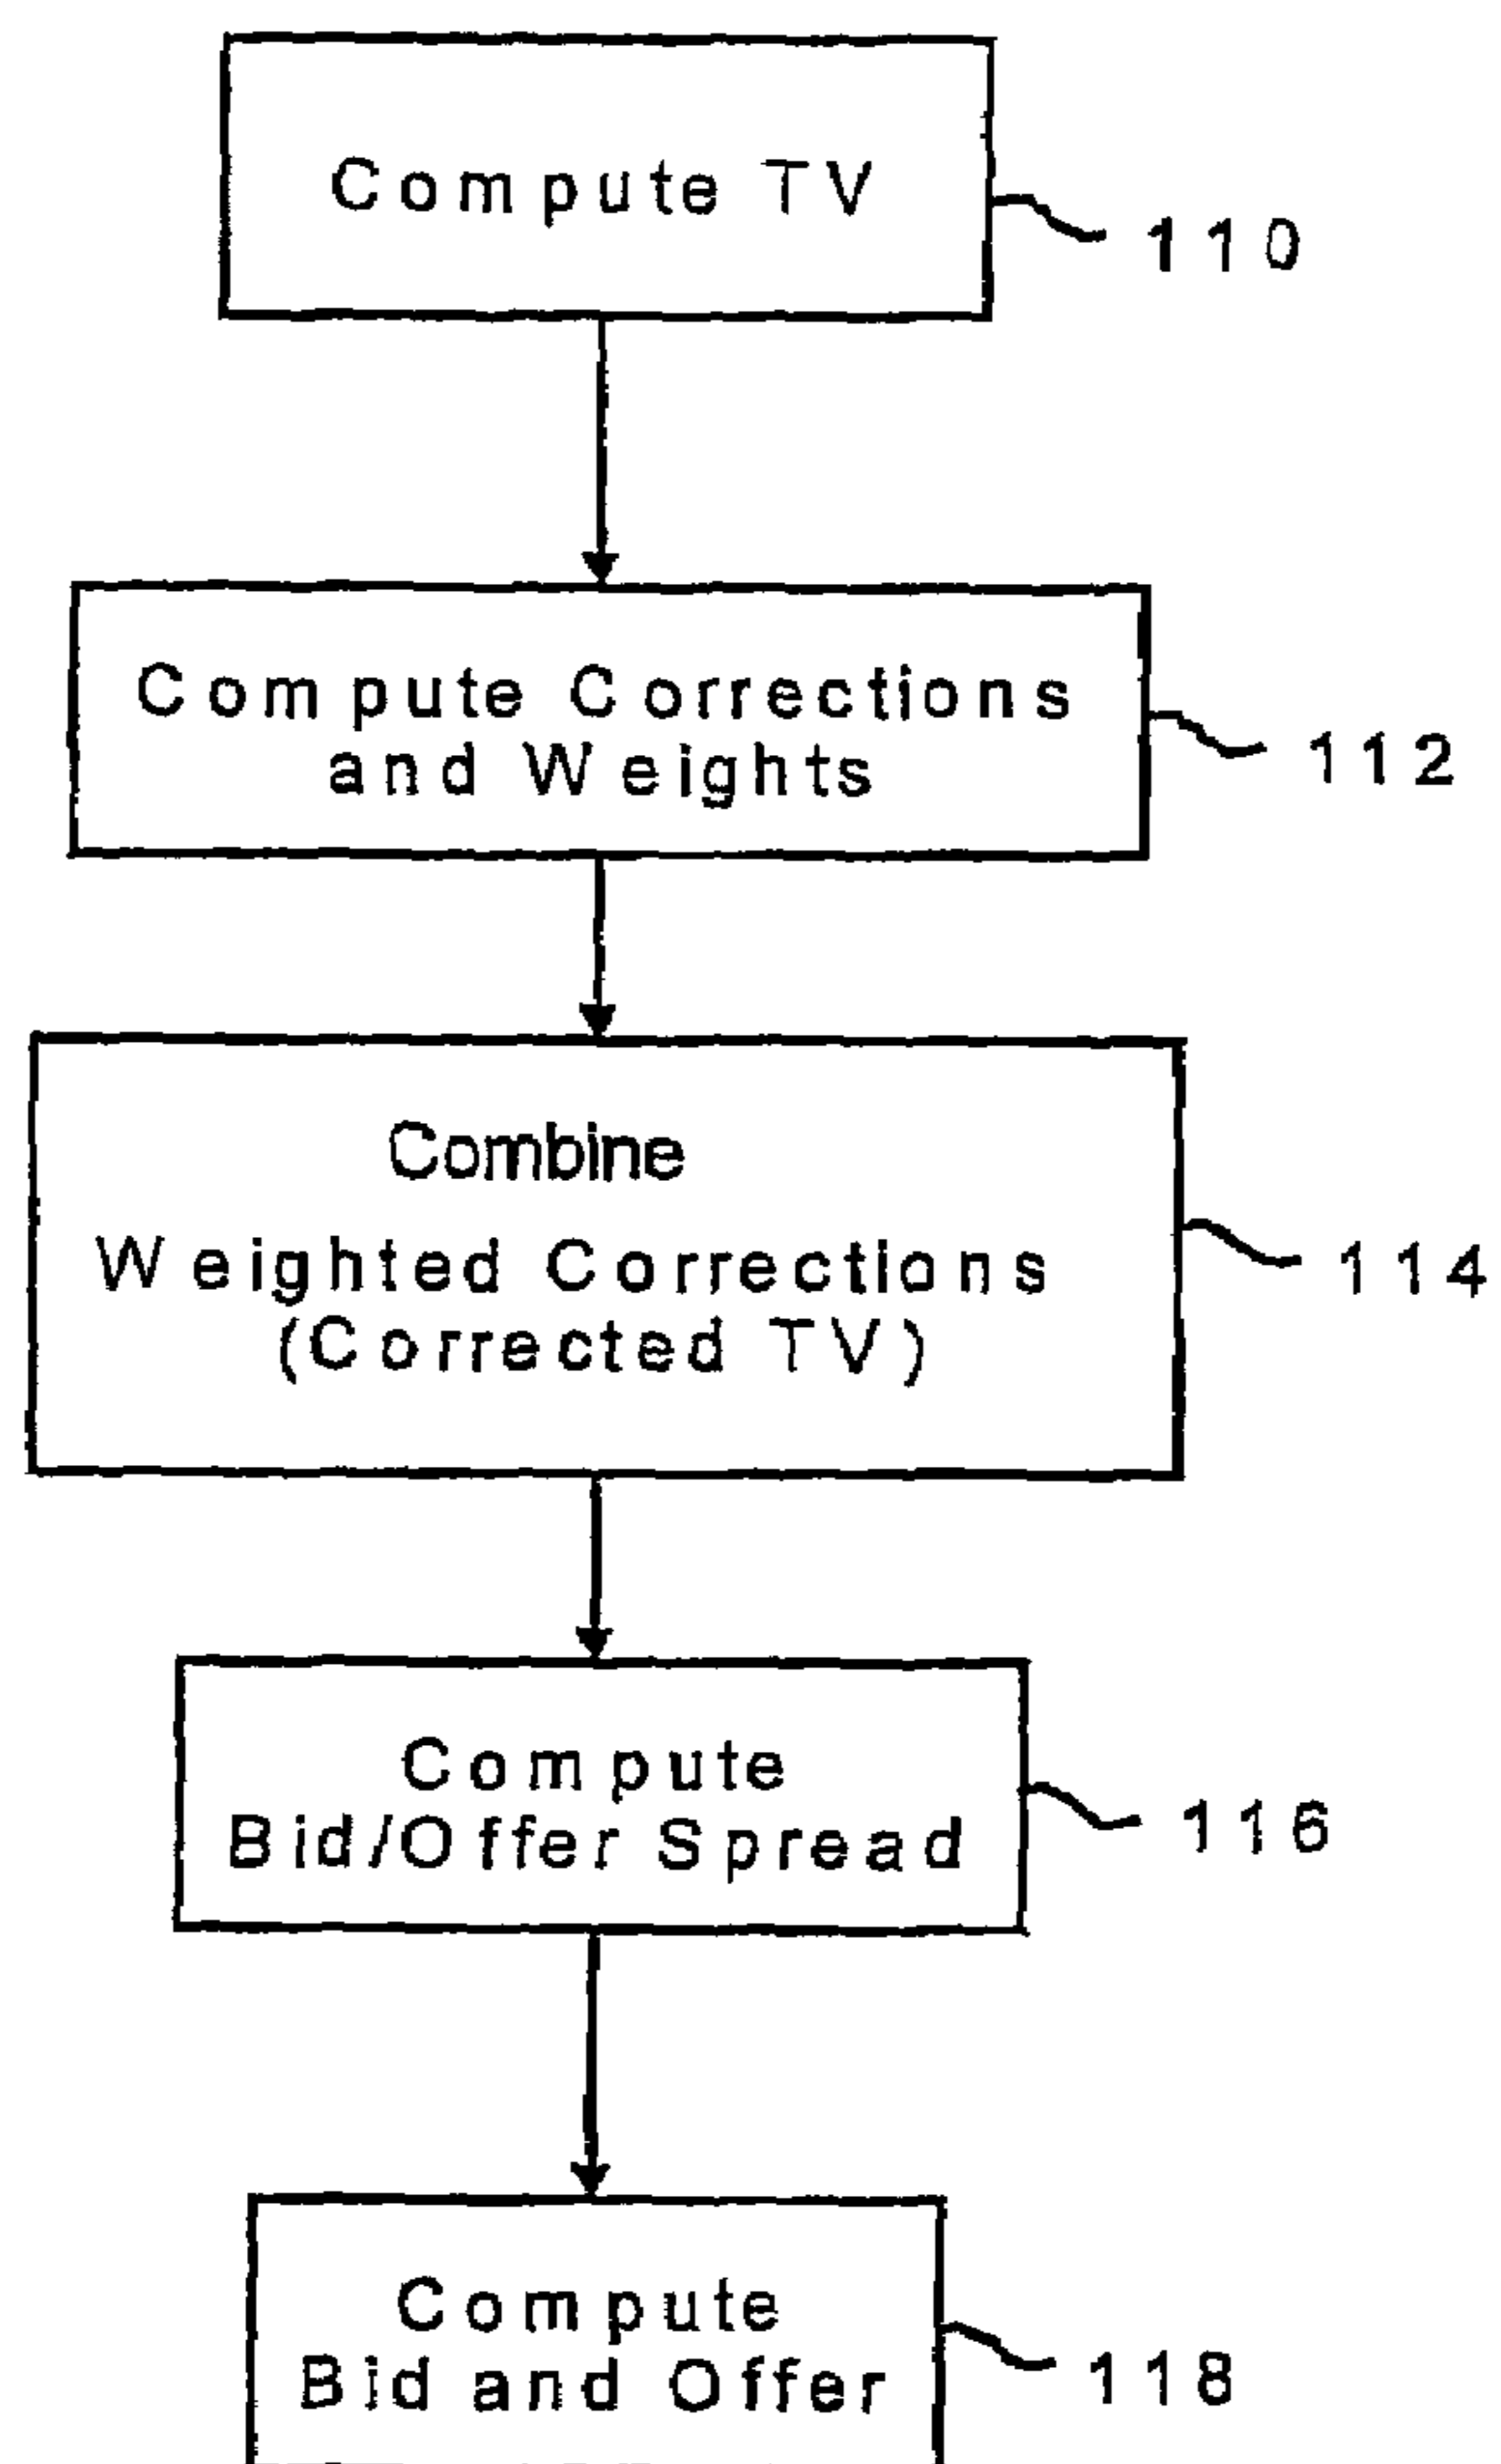 Compute TV
110
Compute Corrections
and Weights
112
Combine
Weighted Corrections
(Corrected TV)
114
Compute
Bid/Offer Spread
116
Compute
Bid and Offer
118